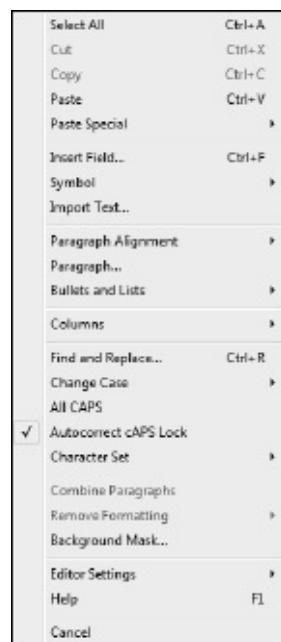 Select All Ctrl+A
Cut Ctrl+X
Copy Ctrl+C
Paste Ctrl+V
Paste Special
Insert Field... Ctrl+F
Symbol
Import Text...
Paragraph Alignment
Paragraph...
Bullets and Lists
Columns
Find and Replace... Ctrl+R
Change Case
All CAPS
Autocorrect cAPS Lock
Character Set
Combine Paragraphs
Remove Formatting
Background Mask...
Editor Settings
Help F1
Cancel